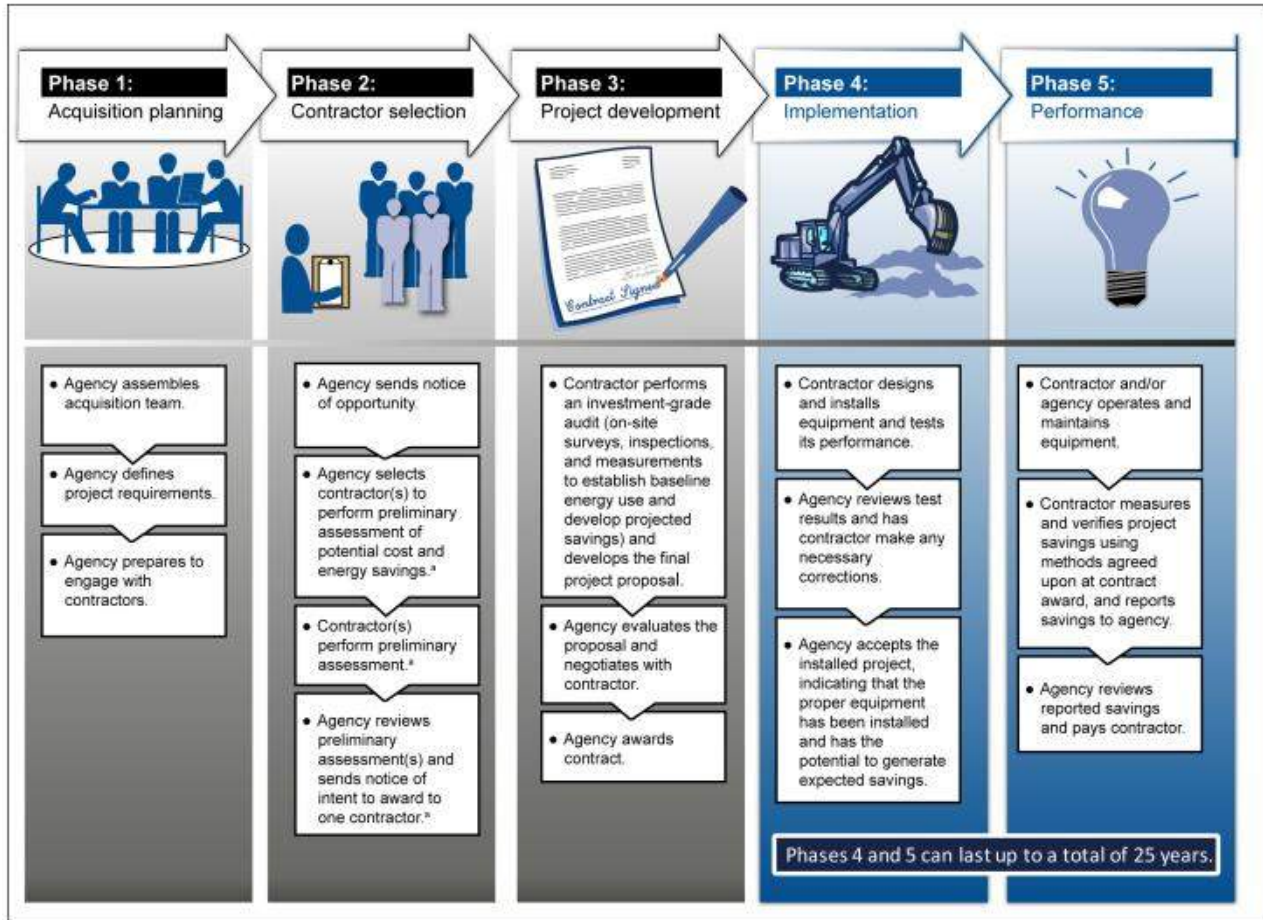 Phase 1:
Acquisition planning
Phase 2:
Contractor selection
Phase 3:
Project development
Phase 4:
Implementation
Phase 5:
Performance
Contract Signed
● Agency assembles
acquisition team.
● Agency defines
project requirements.
● Agency prepares to
engage with
contractors.
● Agency sends notice
of opportunity.
● Agency selects
contractor(s) to
perform preliminary
assessment of
potential cost and
energy savings.ª
● Contractor(s)
perform preliminary
assessment.ª
● Agency reviews
preliminary
assessment(s) and
sends notice of
intent to award to
one contractor.ª
● Contractor performs
an investment-grade
audit (on-site
surveys, inspections,
and measurements
to establish baseline
energy use and
develop projected
savings) and
develops the final
project proposal.
● Agency evaluates the
proposal and
negotiates with
contractor.
● Agency awards
contract.
● Contractor designs
and installs
equipment and tests
its performance.
● Agency reviews test
results and has
contractor make any
necessary
corrections.
● Agency accepts the
installed project,
indicating that the
proper equipment
has been installed
and has the
potential to generate
expected savings.
● Contractor and/or
agency operates and
maintains
equipment.
● Contractor measures
and verifies project
savings using
methods agreed
upon at contract
award, and reports
savings to agency.
● Agency reviews
reported savings
and pays contractor.
Phases 4 and 5 can last up to a total of 25 years.